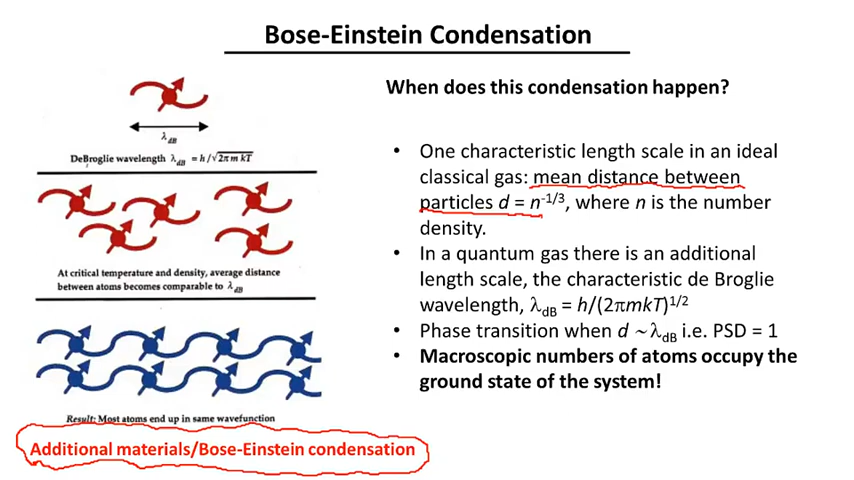 Bose-Einstein Condensation
When does this condensation happen?
λdB
DeBroglie wavelength λdB = h/√2π m kT
At critical temperature and density, average distance
between atoms becomes comparable to λdB
Result: Most atoms end up in same wavefunction
Additional materials/Bose-Einstein condensation
• One characteristic length scale in an ideal
classical gas: mean distance between
particles d = n^-1/3, where n is the number
density.
• In a quantum gas there is an additional
length scale, the characteristic de Broglie
wavelength, λdB = h/(2πmkT)^1/2
• Phase transition when d ~ λdB i.e. PSD = 1
• Macroscopic numbers of atoms occupy the
ground state of the system!